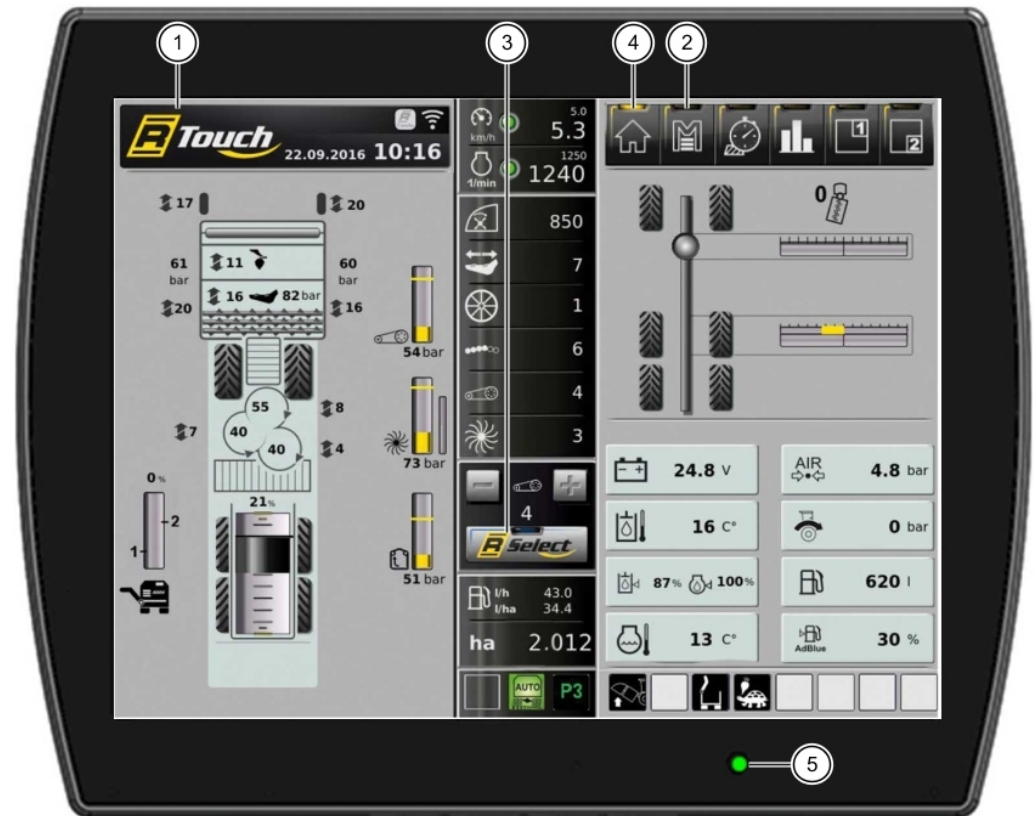 1
3
4
2
R Touch
22.09.2016 10:16
17
20
11
61
bar
60
bar
16
82 bar
20
16
54 bar
55
40
40
8
7
4
73 bar
0 %
21%
2
1
51 bar
km/h
5.0
5.3
1/min
1250
1240
850
7
1
6
4
3
4
R Select
l/h 43.0
l/ha 34.4
ha 2.012
AUTO
P3
M
1
2
0
24.8 V
AIR
4.8 bar
16 C°
0 bar
87% 100%
620 l
13 C°
AdBlue
30 %
5